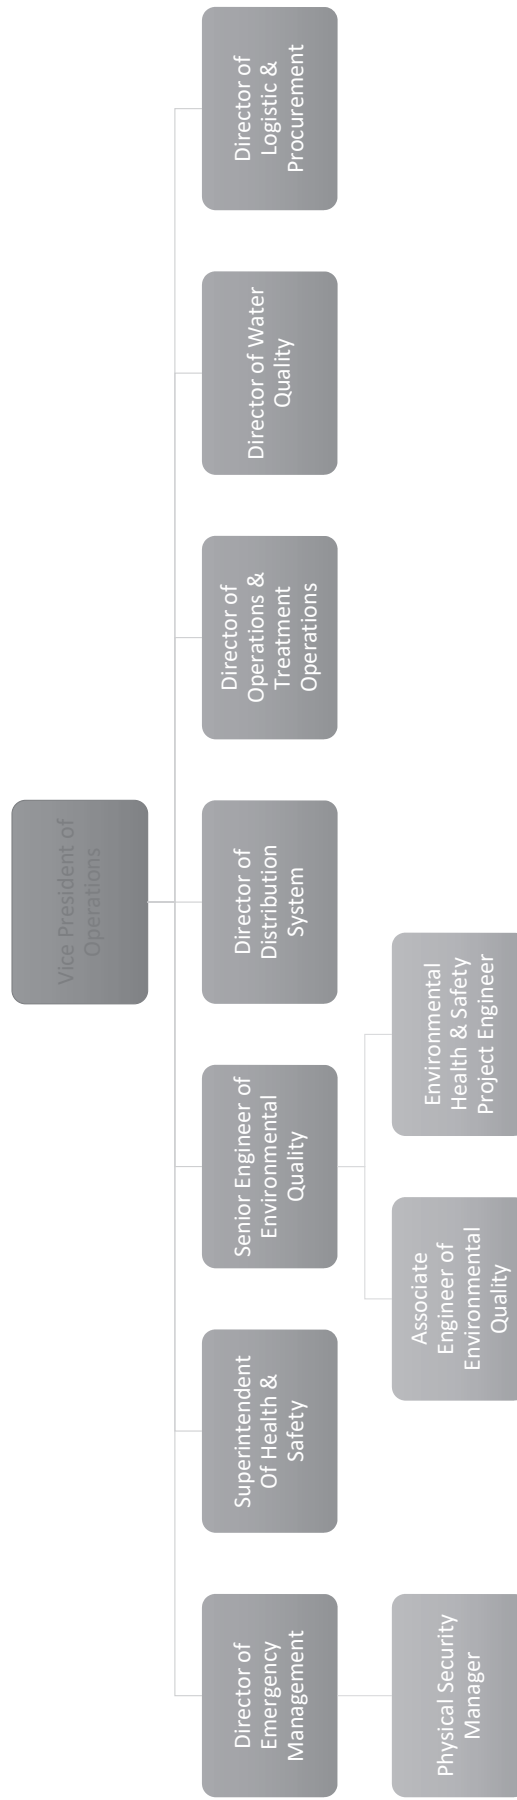 Vice President of
Operations
Director of
Emergency
Management
Superintendent
Of Health &
Safety
Senior Engineer of
Environmental
Quality
Director of
Distribution
System
Director of
Operations &
Treatment
Operations
Director of Water
Quality
Director of
Logistic &
Procurement
Physical Security
Manager
Associate
Engineer of
Environmental
Quality
Environmental
Health & Safety
Project Engineer